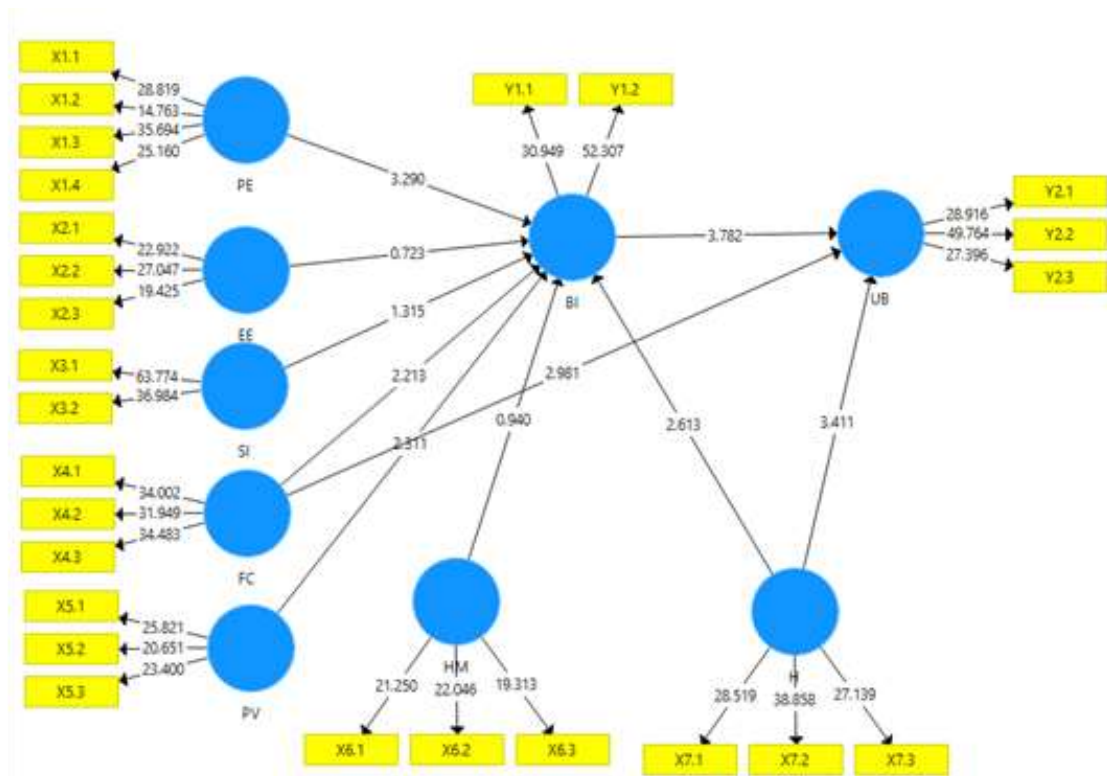 X1.1
28.819
X1.2
14.763
X1.3
35.694
25.160
X1.4
PE
3.290
X2.1
22.922
X2.2
27.047
X2.3
19.425
EE
0.723
X3.1
63.774
X3.2
36.984
SI
1.315
X4.1
34.002
X4.2
31.949
X4.3
34.483
FC
2.213
2.981
X5.1
25.821
X5.2
20.651
X5.3
23.400
PV
2.311
Y1.1
Y1.2
30.949
52.307
BI
3.782
UB
Y2.1
28.916
Y2.2
49.764
Y2.3
27.396
0.940
2.613
3.411
HM
21.250
22.046
19.313
X6.1
X6.2
X6.3
H
28.519
38.858
27.139
X7.1
X7.2
X7.3